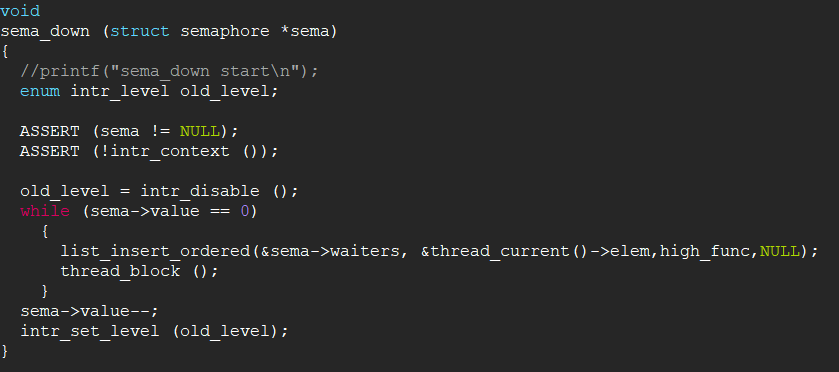 void
sema_down (struct semaphore *sema)
{
  //printf("sema_down start\n");
  enum intr_level old_level;

  ASSERT (sema != NULL);
  ASSERT (!intr_context ());

  old_level = intr_disable ();
  while (sema->value == 0)
    {
      list_insert_ordered(&sema->waiters, &thread_current()->elem,high_func,NULL);
      thread_block ();
    }
  sema->value--;
  intr_set_level (old_level);
}